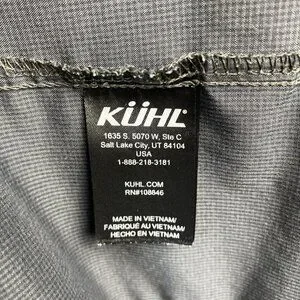 KÜHL
1635 S. 5070 W, Ste C
Salt Lake City, UT 84104
USA
1-888-218-3181
KUHL.COM
RN#108846
MADE IN VIETNAM/
FABRIQUÉ AU VIETNAM/
HECHO EN VIETNAM